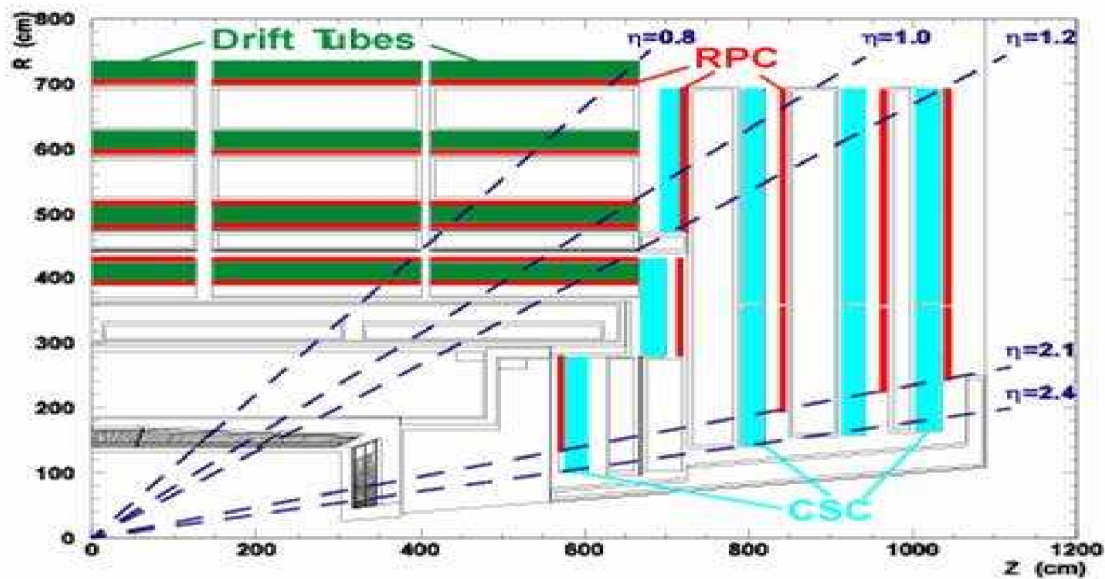 R (cm)
800
700
600
500
400
300
200
100
0
Drift Tubes
η=0.8
η=1.0
η=1.2
RPC
η=2.1
η=2.4
CSC
0
200
400
600
800
1000
1200
Z (cm)